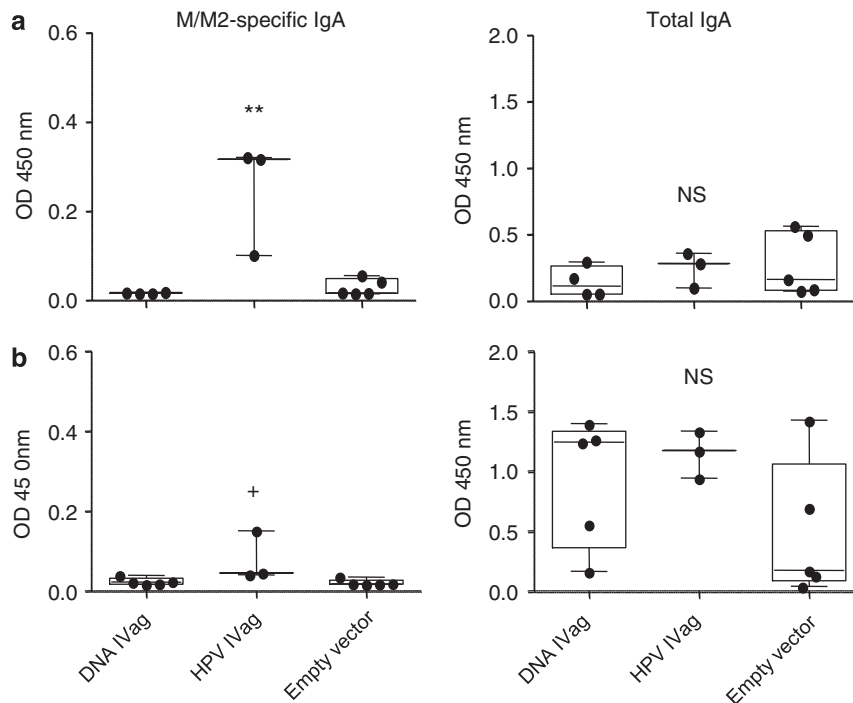 a
M/M2-specific IgA
Total IgA
OD 450 nm
0.6
0.4
0.2
0.0
**
OD 450 nm
2.0
1.5
1.0
0.5
0.0
NS
b
OD 45 0nm
0.6
0.4
0.2
0.0
+
DNA IVag
HPV IVag
Empty vector
OD 450 nm
2.0
1.5
1.0
0.5
0.0
NS
DNA IVag
HPV IVag
Empty vector